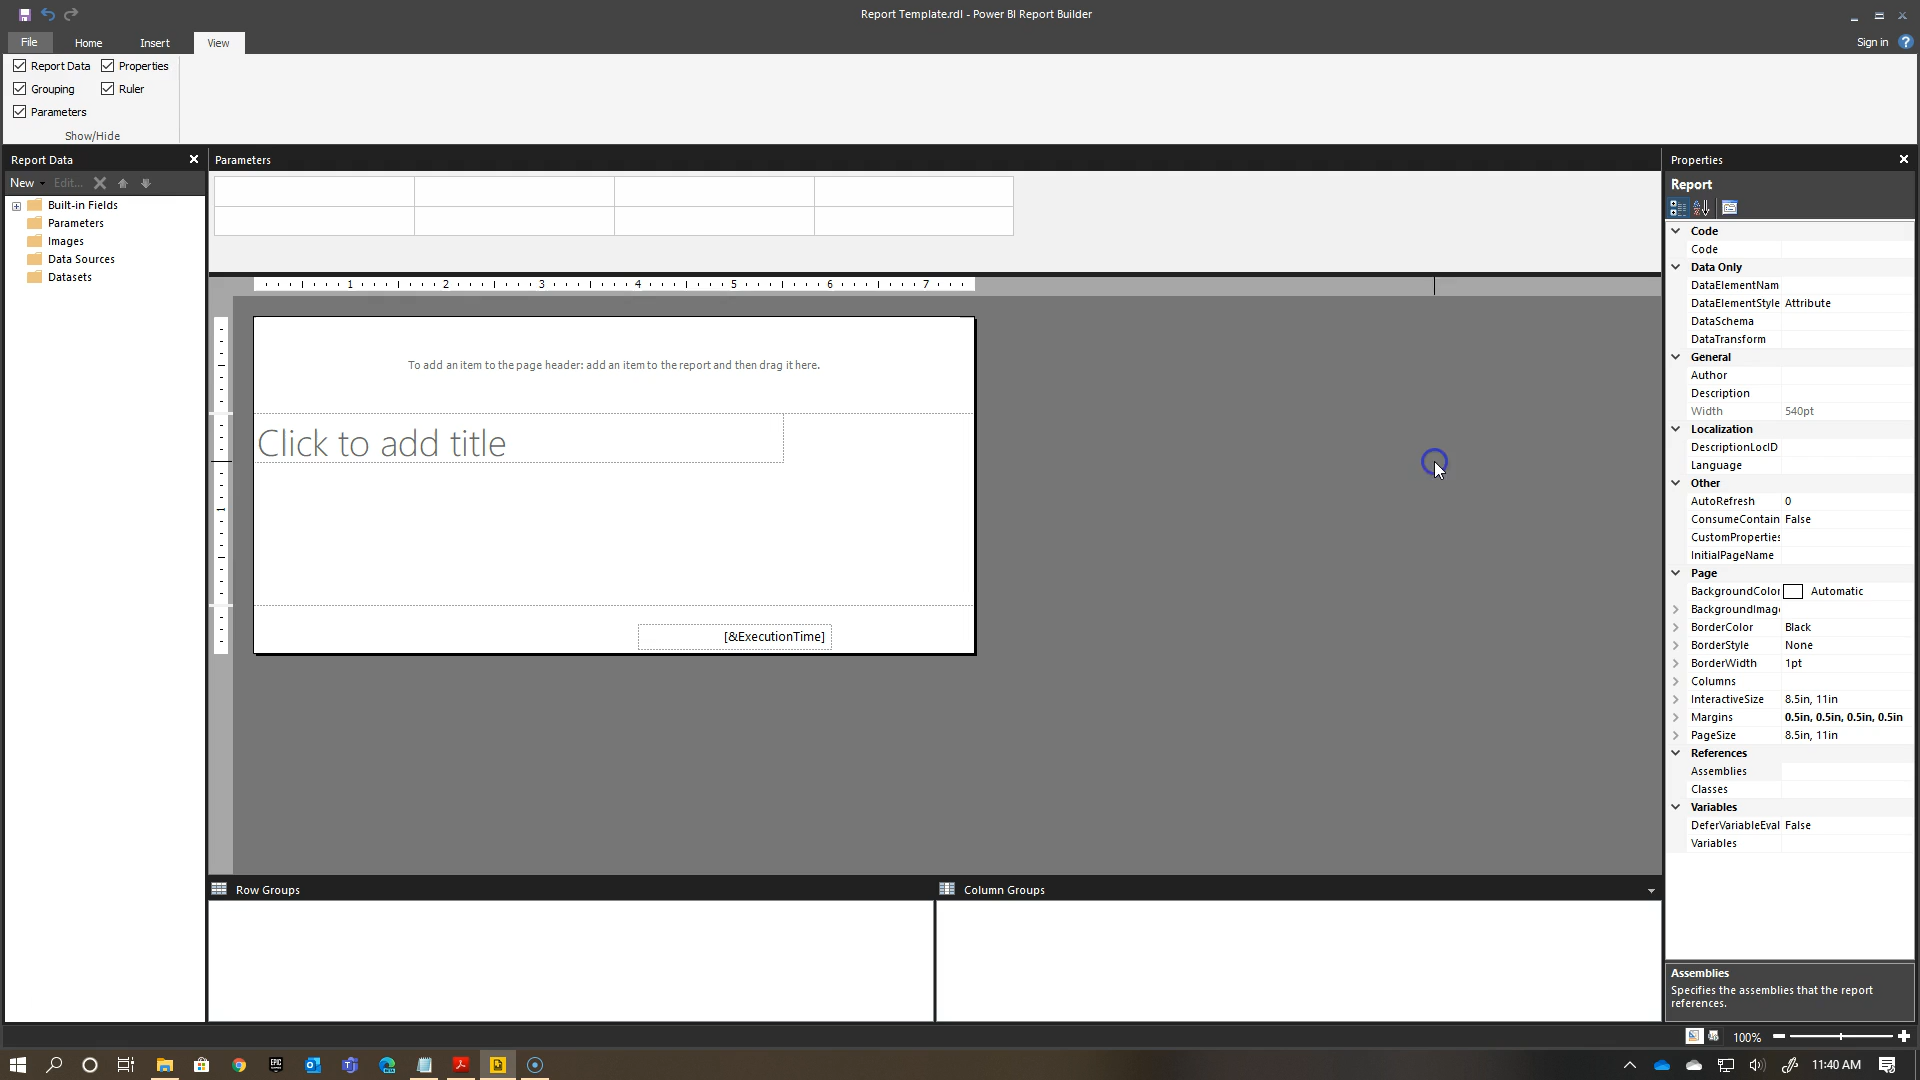 Report Template.rdl - Power BI Report Builder
File Home Insert View
Sign in ?
Report Data Properties
Grouping Ruler
Parameters
Show/Hide
Report Data
New Edit...
Built-in Fields
Parameters
Images
Data Sources
Datasets
Parameters
1 2 3 4 5 6 7
To add an item to the page header: add an item to the report and then drag it here.
Click to add title
1
[&ExecutionTime]
Row Groups
Column Groups
Properties
Report
Code
Code
Data Only
DataElementNam
DataElementStyle Attribute
DataSchema
DataTransform
General
Author
Description
Width 540pt
Localization
DescriptionLocID
Language
Other
AutoRefresh 0
ConsumeContain False
CustomProperties
InitialPageName
Page
BackgroundColor Automatic
BackgroundImage
BorderColor Black
BorderStyle None
BorderWidth 1pt
Columns
InteractiveSize 8.5in, 11in
Margins 0.5in, 0.5in, 0.5in, 0.5in
PageSize 8.5in, 11in
References
Assemblies
Classes
Variables
DeferVariableEval False
Variables
Assemblies
Specifies the assemblies that the report
references.
100%
EPIC
11:40 AM